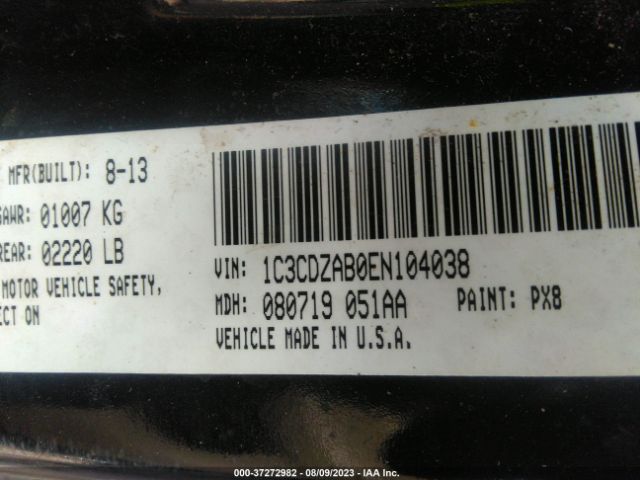 MFR(BUILT): 8-13
GAWR: 01007 KG
REAR: 02220 LB
MOTOR VEHICLE SAFETY,
ECT ON
VIN: 1C3CDZAB0EN104038
MDH: 080719 051AA PAINT: PX8
VEHICLE MADE IN U.S.A.
000-37272982 - 08/09/2023 - IAA Inc.